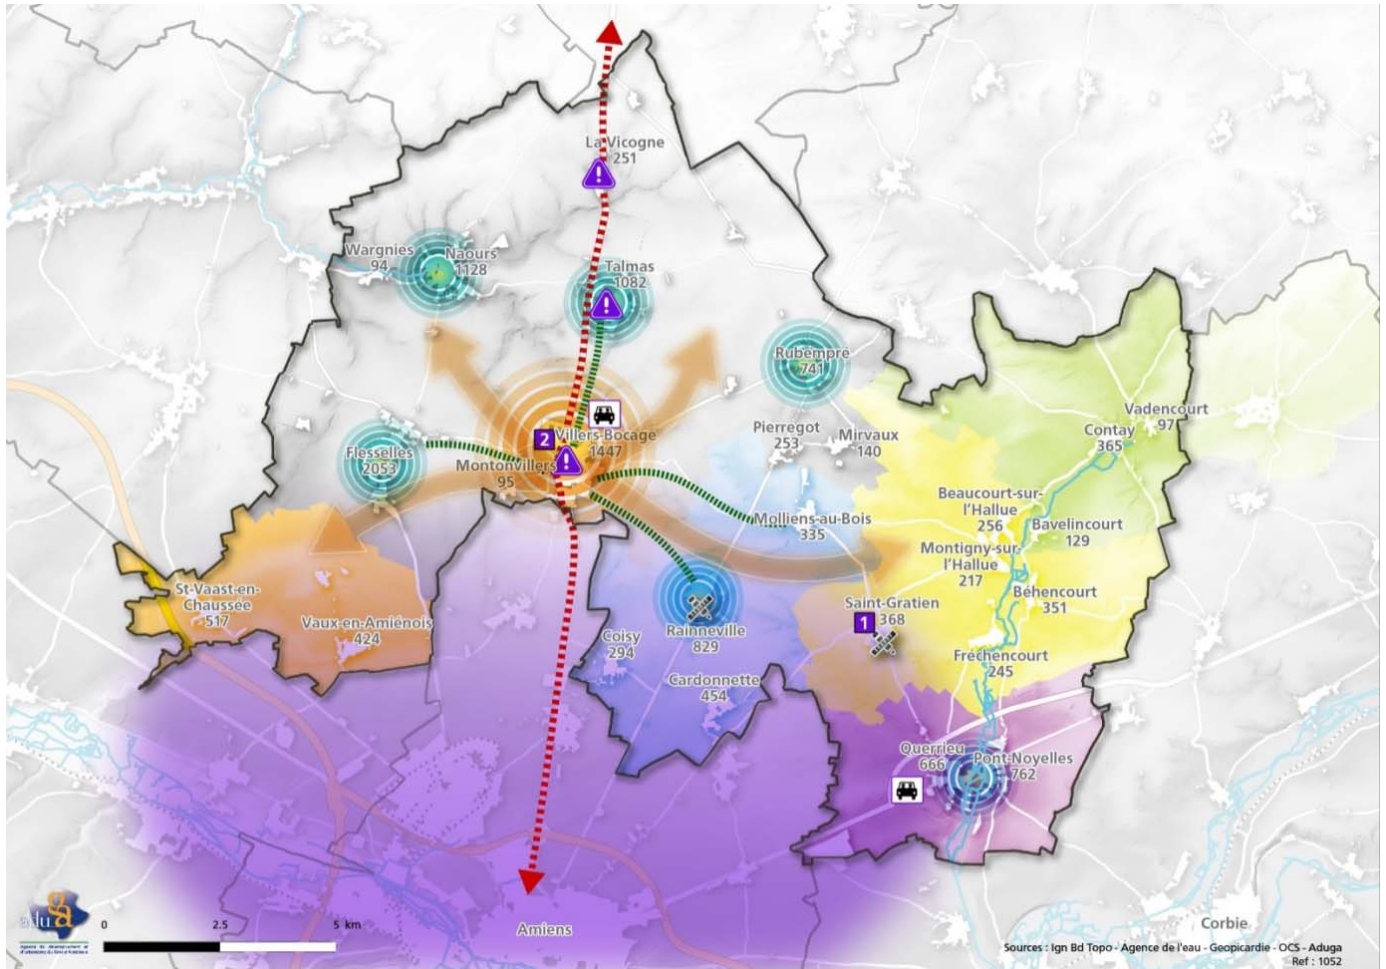 La Vicogne
251
Wargnies
94
Naours
1128
Talmas
1082
Rubempré
741
Villers-Bocage
1447
2
Flesselles
2053
Montonvillers
95
Pierregot
253
Mirvaux
140
Vadencourt
97
Contay
365
Beaucourt-sur-
l'Hallue
256
Bavelincourt
129
Molliens-au-Bois
335
Montigny-sur-
l'Hallue
217
Béhencourt
351
St-Vaast-en-
Chaussée
517
Vaux-en-Amiénois
424
Saint-Gratien
368
1
Rainneville
829
Coisy
294
Cardonnette
454
Fréchencourt
245
Querrieu
666
Pont-Noyelles
762
Amiens
Corbie
aduga
0
2.5
5 km
Sources : Ign Bd Topo - Agence de l'eau - Geopicardie - OCS - Aduga
Ref : 1052